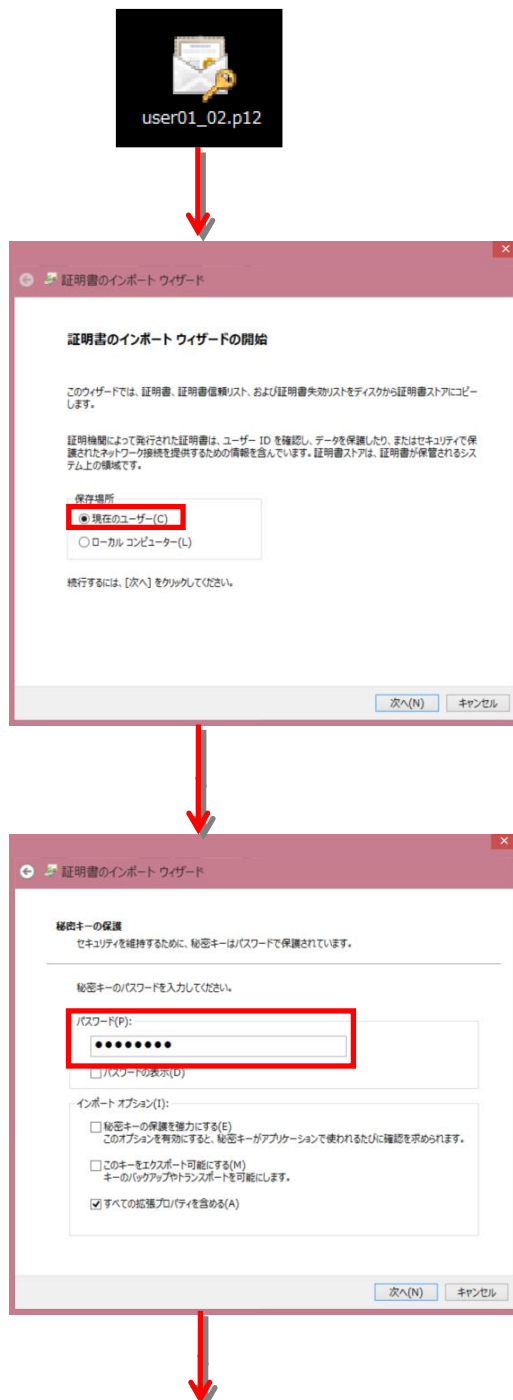 user01_02.p12
証明書のインポート ウィザード
証明書のインポート ウィザードの開始
このウィザードでは、証明書、証明書信頼リスト、および証明書失効リストをディスクから証明書ストアにコピー
します。
証明機関によって発行された証明書は、ユーザー ID を確認し、データを保護したり、またはセキュリティで保
護されたネットワーク接続を提供するための情報を含んでいます。証明書ストアは、証明書が保管されるシス
テム上の領域です。
保存場所
現在のユーザー(C)
ローカル コンピューター(L)
続行するには、[次へ] をクリックしてください。
次へ(N) キャンセル
証明書のインポート ウィザード
秘密キーの保護
セキュリティを維持するために、秘密キーはパスワードで保護されています。
秘密キーのパスワードを入力してください。
パスワード(P):
●●●●●●●●
パスワードの表示(D)
インポート オプション(I):
秘密キーの保護を強力にする(E)
このオプションを有効にすると、秘密キーがアプリケーションで使われるたびに確認を求められます。
このキーをエクスポート可能にする(M)
キーのバックアップやトランスポートを可能にします。
すべての拡張プロパティを含める(A)
次へ(N) キャンセル